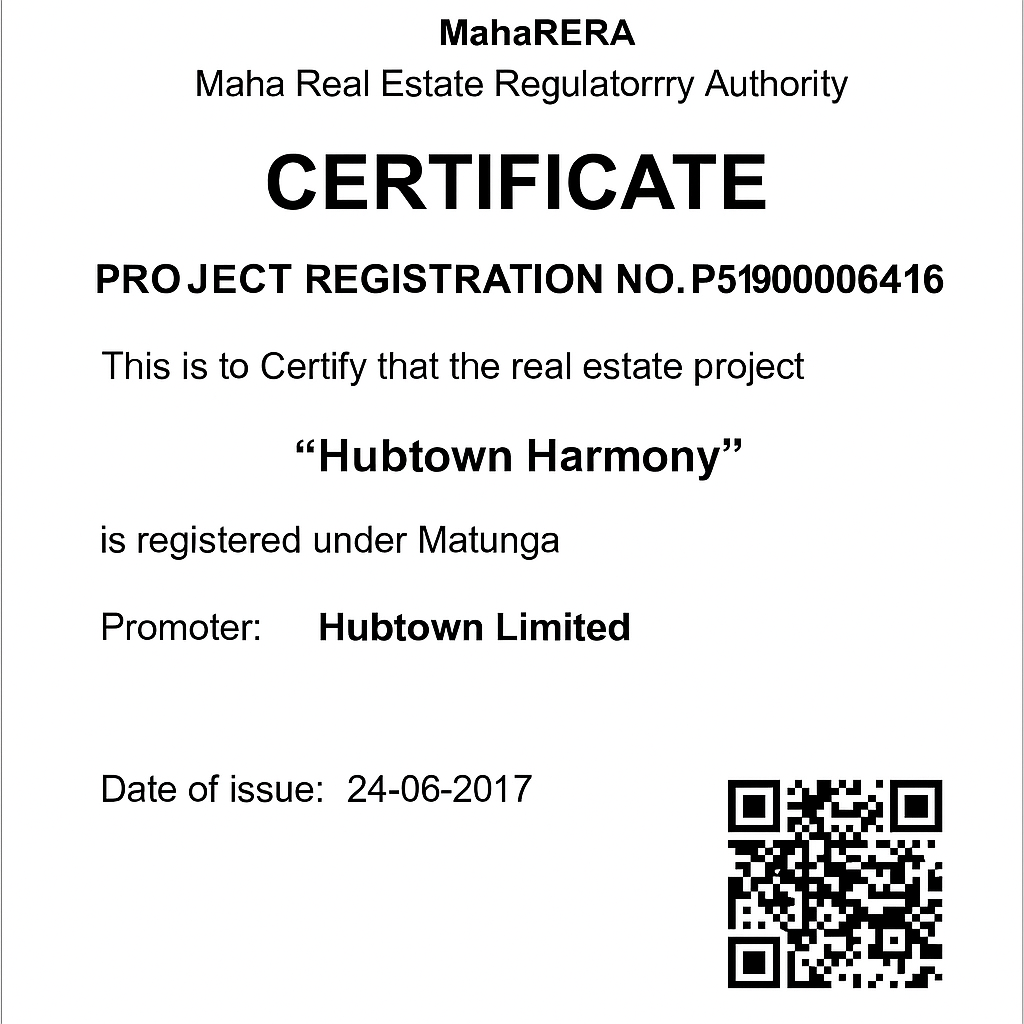 MahaRERA
Maha Real Estate Regulatorrry Authority
CERTIFICATE
PROJECT REGISTRATION NO. P51900006416
This is to Certify that the real estate project
“Hubtown Harmony”
is registered under Matunga
Promoter: Hubtown Limited
Date of issue: 24-06-2017